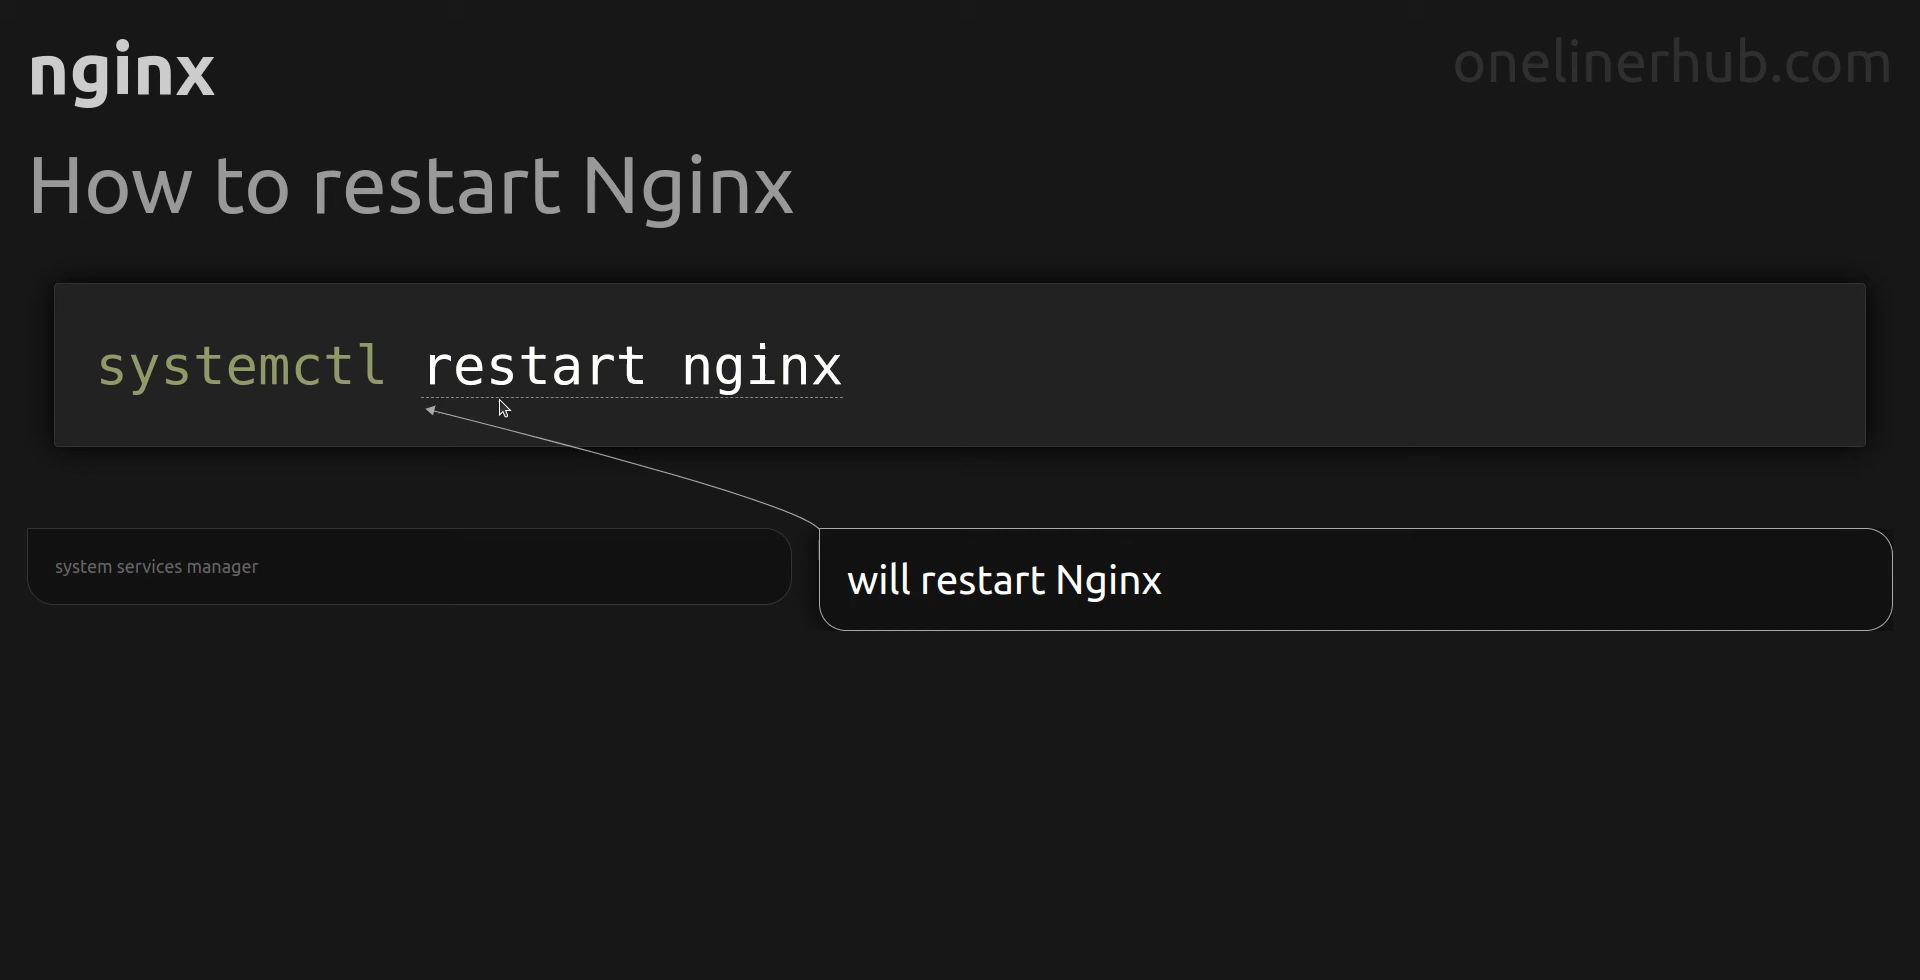 nginx
onelinerhub.com
How to restart Nginx
systemctl restart nginx
system services manager
will restart Nginx